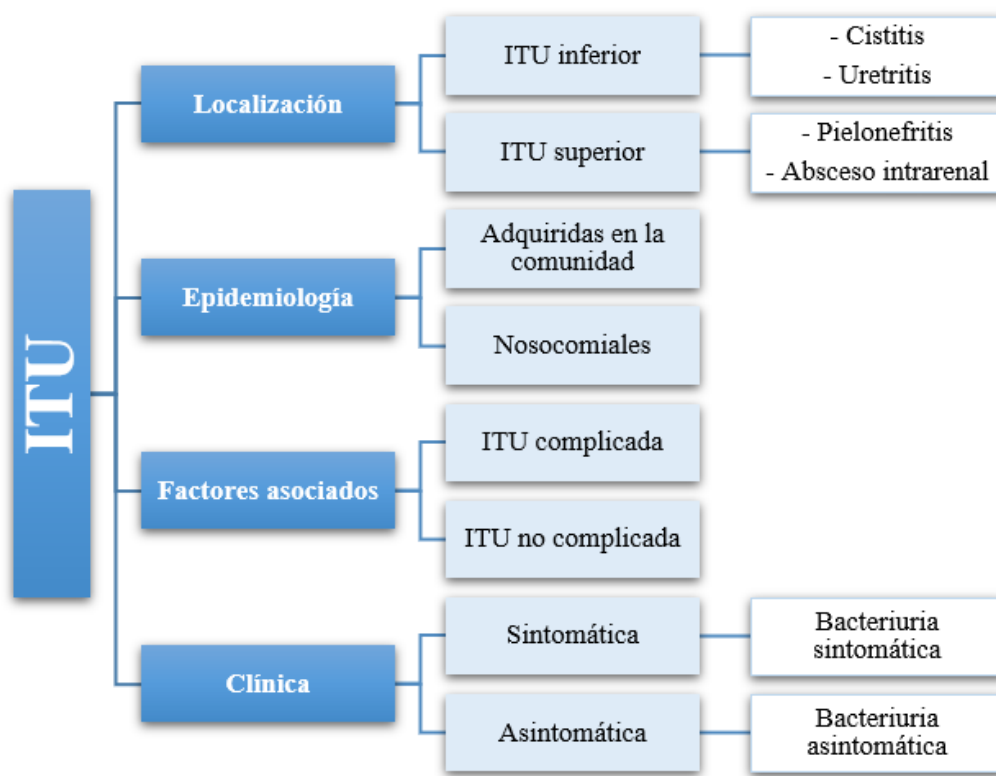 ITU
Localización
ITU inferior
- Cistitis
- Uretritis
ITU superior
- Pielonefritis
- Absceso intrarenal
Epidemiología
Adquiridas en la
comunidad
Nosocomiales
Factores asociados
ITU complicada
ITU no complicada
Clínica
Sintomática
Bacteriuria
sintomática
Asintomática
Bacteriuria
asintomática